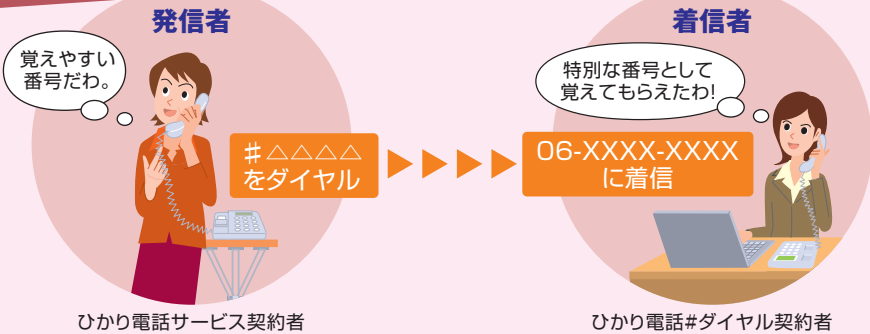 発信者
着信者
覚えやすい
番号だわ。
特別な番号として
覚えてもらえたわ!
#△△△△
をダイヤル
06-XXXX-XXXX
に着信
ひかり電話サービス契約者
ひかり電話#ダイヤル契約者